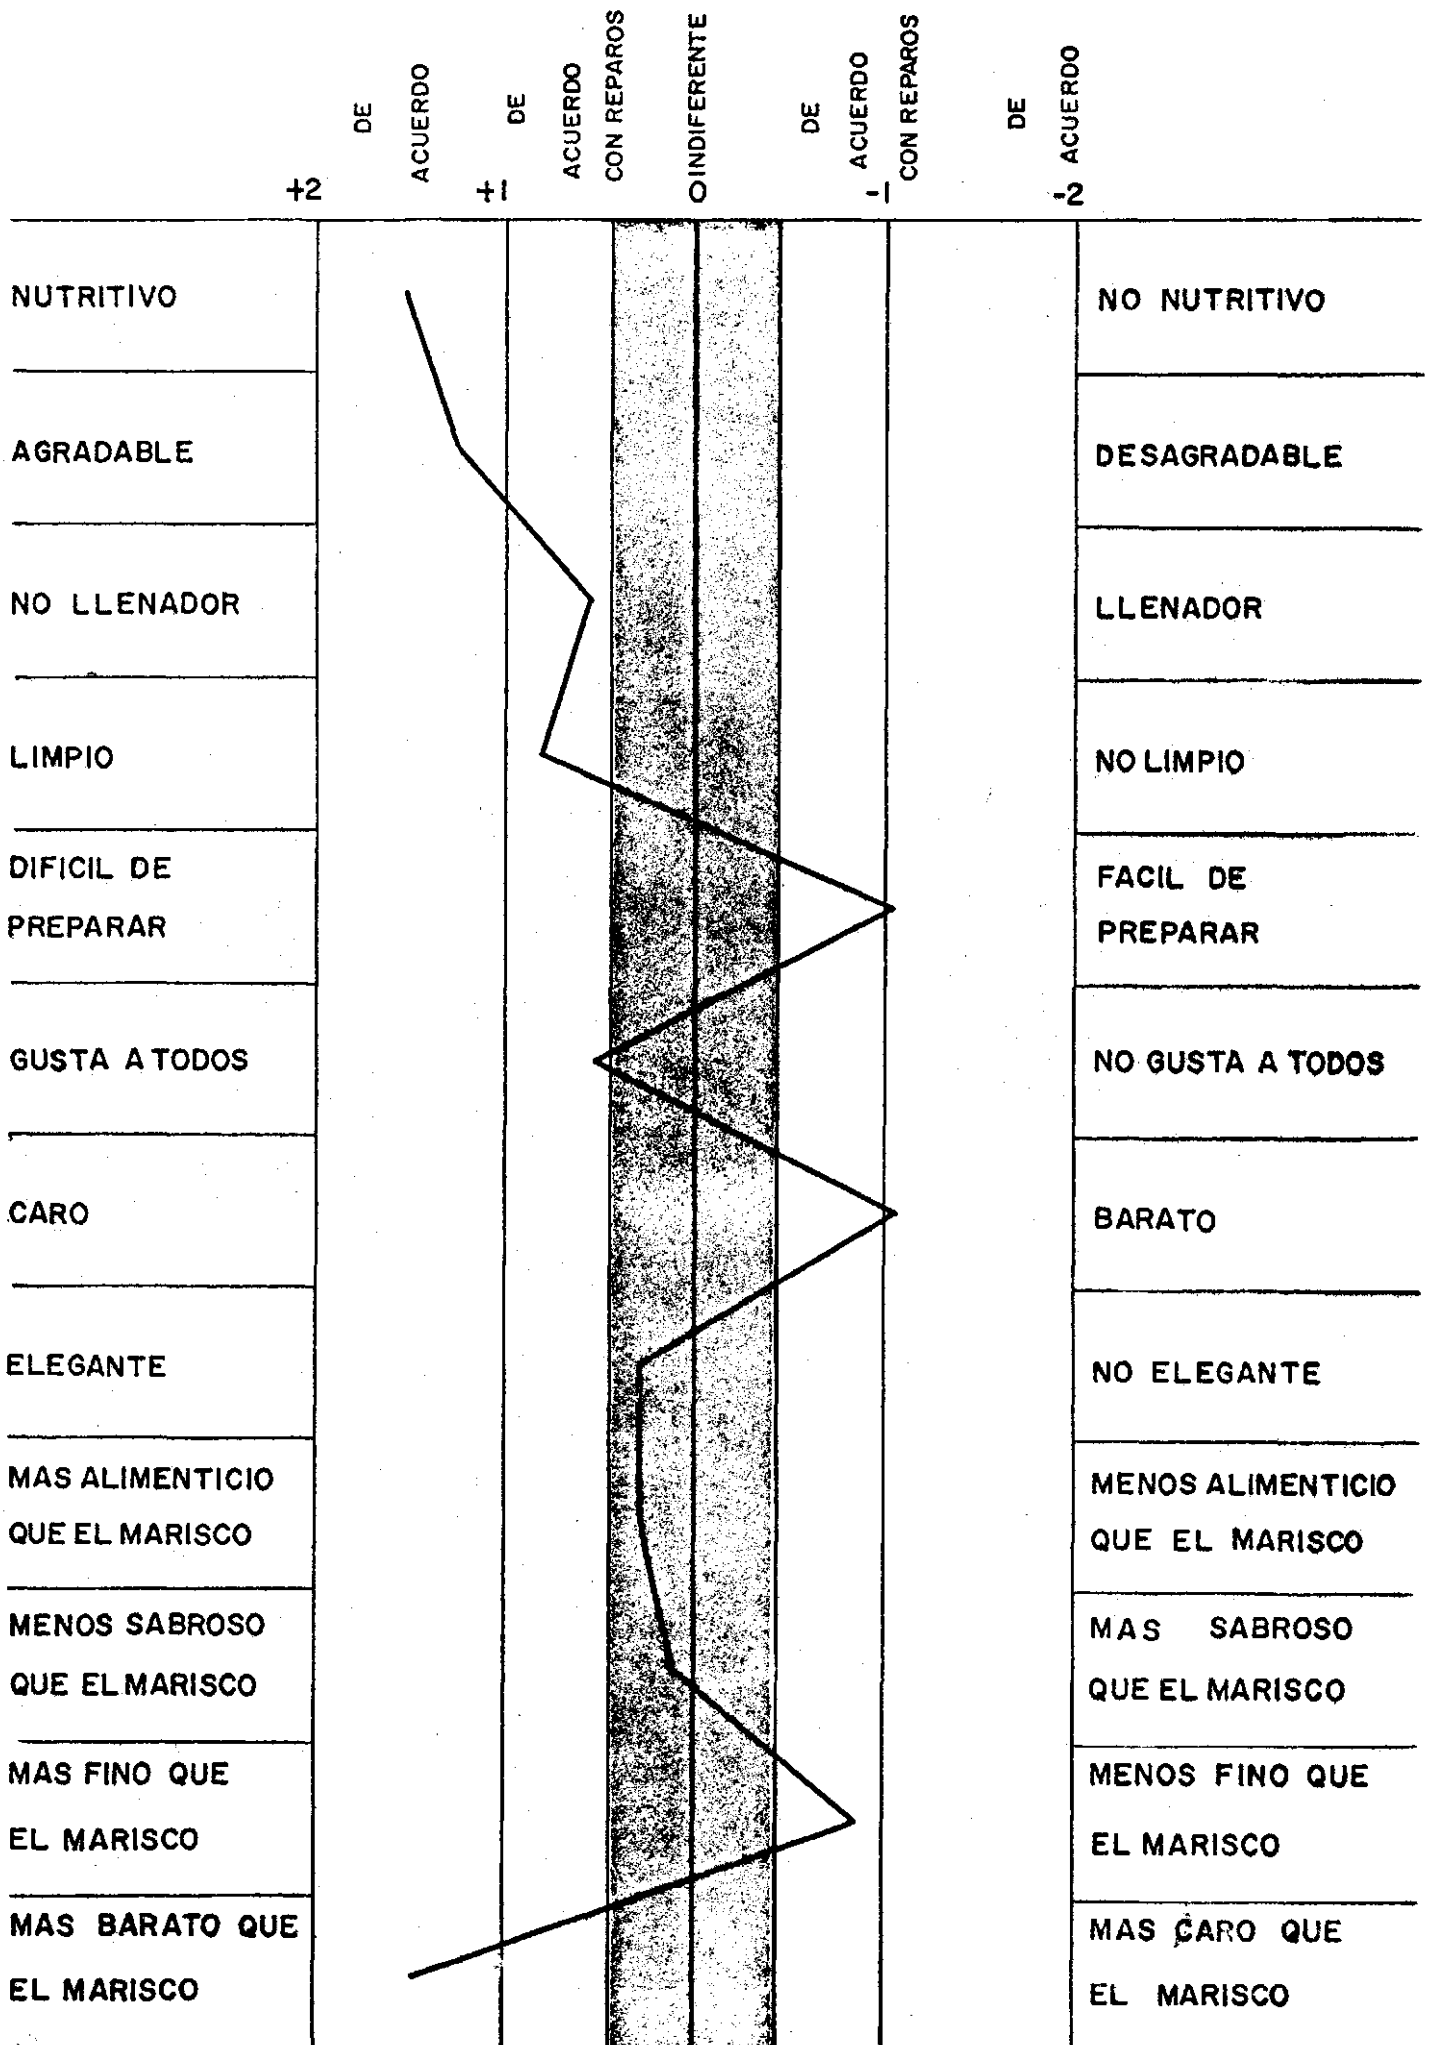 DE
ACUERDO
DE
ACUERDO
CON REPAROS
INDIFERENTE
DE
ACUERDO
CON REPAROS
DE
ACUERDO
+2
+1
0
-1
-2
NUTRITIVO
NO NUTRITIVO
AGRADABLE
DESAGRADABLE
NO LLENADOR
LLENADOR
LIMPIO
NO LIMPIO
DIFICIL DE
PREPARAR
FACIL DE
PREPARAR
GUSTA A TODOS
NO GUSTA A TODOS
CARO
BARATO
ELEGANTE
NO ELEGANTE
MAS ALIMENTICIO
QUE EL MARISCO
MENOS ALIMENTICIO
QUE EL MARISCO
MENOS SABROSO
QUE EL MARISCO
MAS SABROSO
QUE EL MARISCO
MAS FINO QUE
EL MARISCO
MENOS FINO QUE
EL MARISCO
MAS BARATO QUE
EL MARISCO
MAS CARO QUE
EL MARISCO